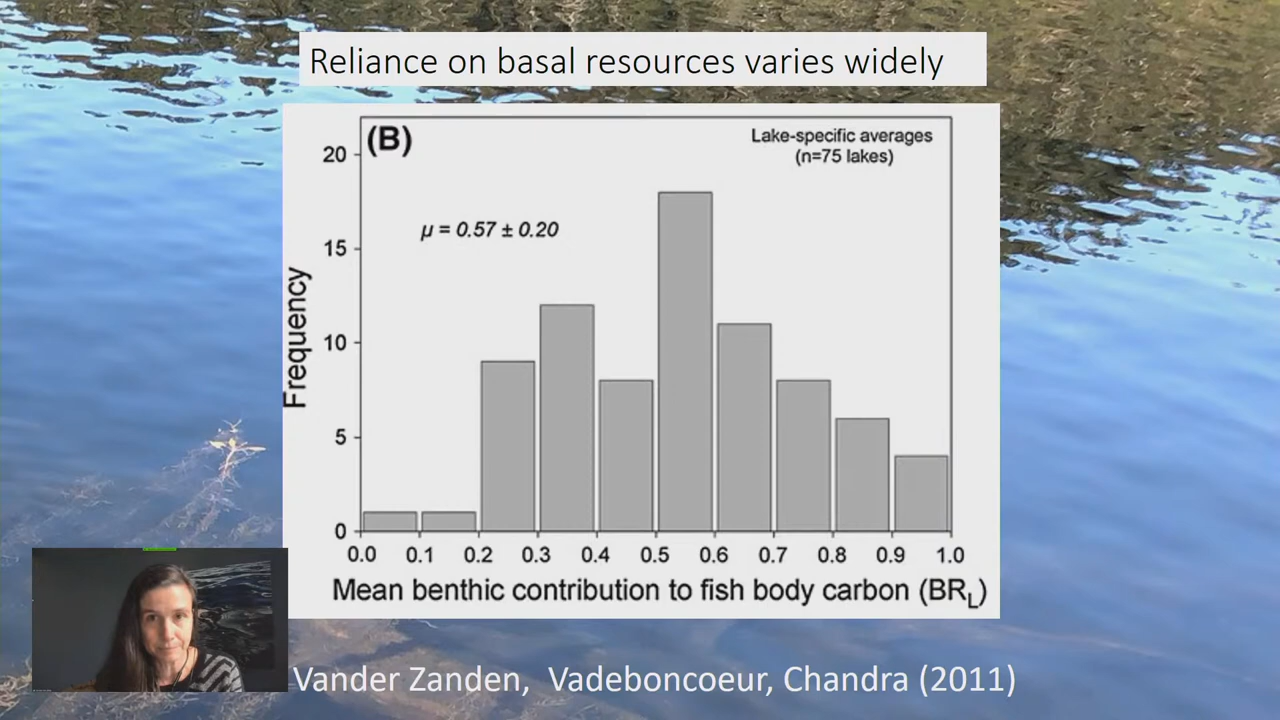 Reliance on basal resources varies widely
(B)
Lake-specific averages
(n=75 lakes)
μ = 0.57 ± 0.20
Frequency
20
15
10
5
0
0.0 0.1 0.2 0.3 0.4 0.5 0.6 0.7 0.8 0.9 1.0
Mean benthic contribution to fish body carbon (BRL)
Vander Zanden, Vadeboncoeur, Chandra (2011)